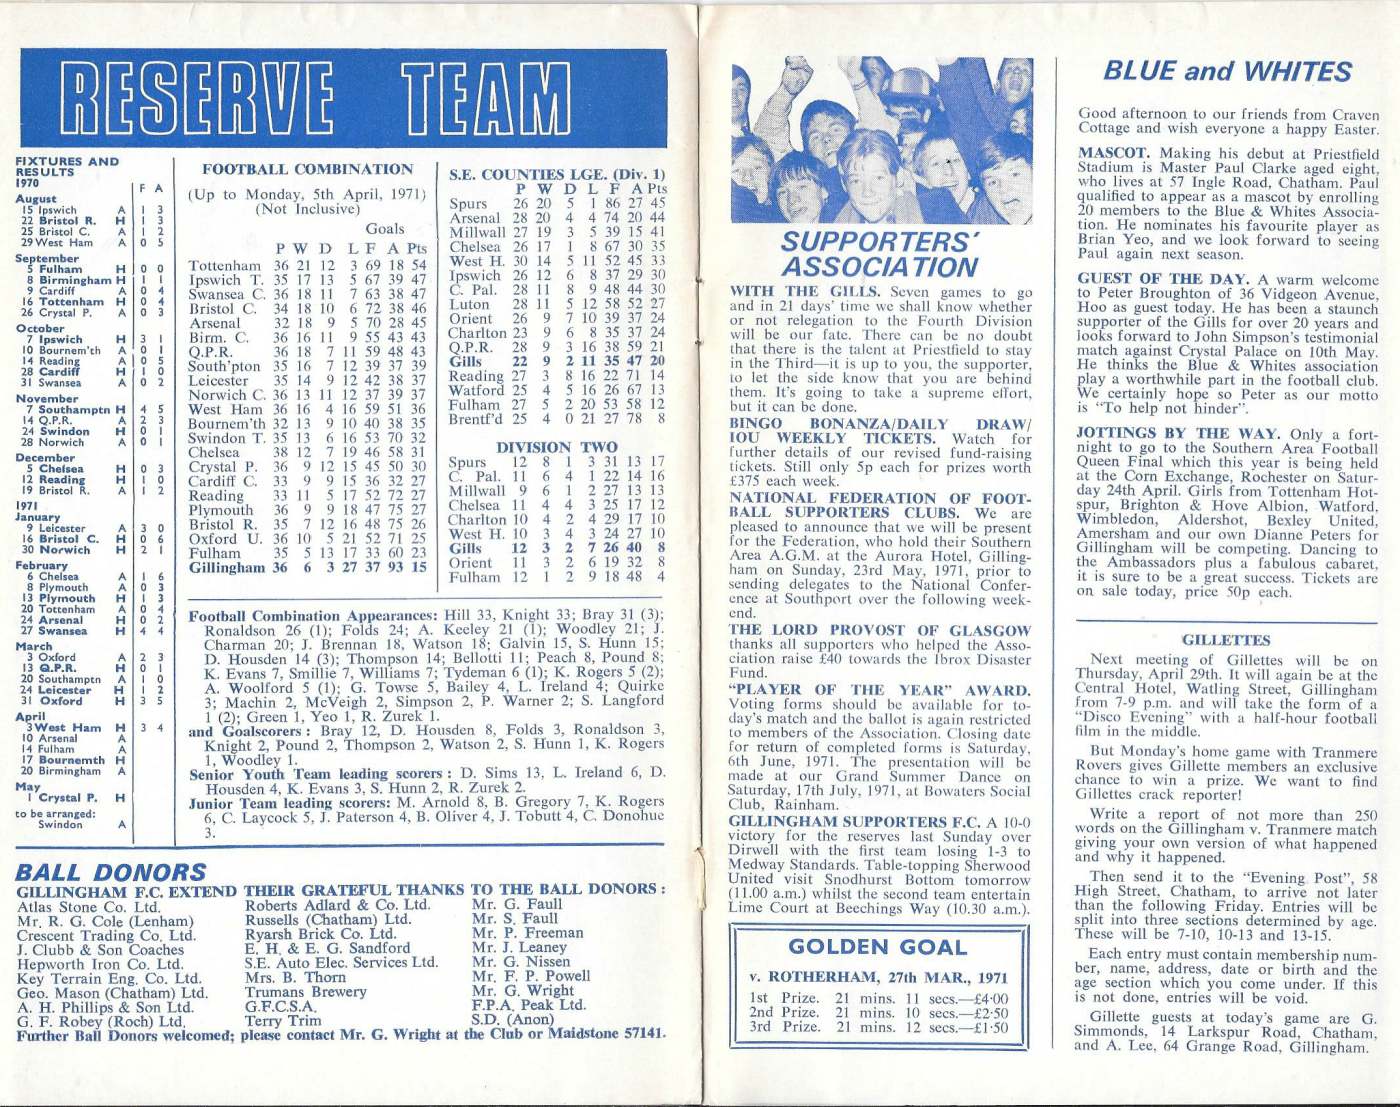 RESERVE TEAM
FIXTURES AND
RESULTS
1970
F A
August
15 Ipswich A 1 3
22 Bristol R. H 1 3
25 Bristol C. A 1 2
29 West Ham A 0 5
September
5 Fulham H 0 0
8 Birmingham H 1 1
9 Cardiff A 0 4
16 Tottenham H 0 4
26 Crystal P. A 0 3
October
7 Ipswich H 3 1
10 Bournem'th A 0 1
14 Reading A 0 5
28 Cardiff H 1 0
31 Swansea A 0 2
November
7 Southamptn H 4 5
14 Q.P.R. A 2 3
24 Swindon H 0 1
28 Norwich A 0 1
December
5 Chelsea H 0 3
12 Reading H 1 0
19 Bristol R. A 1 2
1971
January
9 Leicester A 3 0
16 Bristol C. H 0 6
30 Norwich H 2 1
February
6 Chelsea A 1 6
8 Plymouth A 0 3
13 Plymouth H 1 3
20 Tottenham A 0 4
24 Arsenal H 0 2
27 Swansea H 4 4
March
3 Oxford A 2 3
13 Q.P.R. H 0 1
20 Southamptn A 1 0
24 Leicester H 1 2
31 Oxford H 3 5
April
3 West Ham H 3 4
10 Arsenal A
14 Fulham A
17 Bournemth H
20 Birmingham A
May
1 Crystal P. H
to be arranged:
Swindon A
FOOTBALL COMBINATION
(Up to Monday, 5th April, 1971)
(Not Inclusive)
Goals
P W D L F A Pts
Tottenham 36 21 12 3 69 18 54
Ipswich T. 35 17 13 5 67 39 47
Swansea C. 36 18 11 7 63 38 47
Bristol C. 34 18 10 6 72 38 46
Arsenal 32 18 9 5 70 28 45
Birm. C. 36 16 11 9 55 43 43
Q.P.R. 36 18 7 11 59 48 43
South'pton 35 16 7 12 39 37 39
Leicester 35 14 9 12 42 38 37
Norwich C. 36 13 11 12 37 39 37
West Ham 36 16 4 16 59 51 36
Bournem'th 32 13 9 10 40 38 35
Swindon T. 35 13 6 16 53 70 32
Chelsea 38 12 7 19 46 58 31
Crystal P. 36 9 12 15 45 50 30
Cardiff C. 33 9 9 15 36 32 27
Reading 33 11 5 17 52 72 27
Plymouth 36 9 9 18 47 75 27
Bristol R. 35 7 12 16 48 75 26
Oxford U. 36 10 5 21 52 71 25
Fulham 35 5 13 17 33 60 23
Gillingham 36 6 3 27 37 93 15
S.E. COUNTIES LGE. (Div. 1)
P W D L F A Pts
Spurs 26 20 5 1 86 27 45
Arsenal 28 20 4 4 74 20 44
Millwall 27 19 3 5 39 15 41
Chelsea 26 17 1 8 67 30 35
West H. 30 14 5 11 52 45 33
Ipswich 26 12 6 8 37 29 30
C. Pal. 28 11 8 9 48 44 30
Luton 28 11 5 12 58 52 27
Orient 26 9 7 10 39 37 24
Charlton 23 9 6 8 35 37 24
Q.P.R. 28 9 3 16 38 59 21
Gills 22 9 2 11 35 47 20
Reading 27 3 8 16 22 71 14
Watford 25 4 5 16 26 67 13
Fulham 27 5 2 20 53 58 12
Brentf'd 25 4 0 21 27 78 8
DIVISION TWO
Spurs 12 8 1 3 31 13 17
C. Pal. 11 6 4 1 22 14 16
Millwall 9 6 1 2 27 13 13
Chelsea 11 4 4 3 25 17 12
Charlton 10 4 2 4 29 17 10
West H. 10 3 4 3 24 27 10
Gills 12 3 2 7 26 40 8
Orient 11 3 2 6 19 32 8
Fulham 12 1 2 9 18 48 4
Football Combination Appearances: Hill 33, Knight 33; Bray 31 (3);
Ronaldson 26 (1); Folds 24; A. Keeley 21 (1); Woodley 21; J.
Charman 20; J. Brennan 18, Watson 18; Galvin 15, S. Hunn 15;
D. Housden 14 (3); Thompson 14; Bellotti 11; Peach 8, Pound 8;
K. Evans 7, Smillie 7, Williams 7; Tydeman 6 (1); K. Rogers 5 (2);
A. Woolford 5 (1); G. Towse 5, Bailey 4, L. Ireland 4; Quirke
3; Machin 2, McVeigh 2, Simpson 2, P. Warner 2; S. Langford
1 (2); Green 1, Yeo 1, R. Zurek 1.
and Goalscorers: Bray 12, D. Housden 8, Folds 3, Ronaldson 3,
Knight 2, Pound 2, Thompson 2, Watson 2, S. Hunn 1, K. Rogers
1, Woodley 1.
Senior Youth Team leading scorers: D. Sims 13, L. Ireland 6, D.
Housden 4, K. Evans 3, S. Hunn 2, R. Zurek 2.
Junior Team leading scorers: M. Arnold 8, B. Gregory 7, K. Rogers
6, C. Laycock 5, J. Paterson 4, B. Oliver 4, J. Tobutt 4, C. Donohue
3.
BALL DONORS
GILLINGHAM F.C. EXTEND THEIR GRATEFUL THANKS TO THE BALL DONORS:
Atlas Stone Co. Ltd.
Mr. R. G. Cole (Lenham)
Crescent Trading Co. Ltd.
J. Clubb & Son Coaches
Hepworth Iron Co. Ltd.
Key Terrain Eng. Co. Ltd.
Geo. Mason (Chatham) Ltd.
A. H. Phillips & Son Ltd.
G. F. Robey (Roch) Ltd.
Roberts Adlard & Co. Ltd.
Russells (Chatham) Ltd.
Ryarsh Brick Co. Ltd.
E. H. & E. G. Sandford
S.E. Auto Elec. Services Ltd.
Mrs. B. Thorn
Trumans Brewery
G.F.C.S.A.
Terry Trim
Mr. G. Faull
Mr. S. Faull
Mr. P. Freeman
Mr. J. Leaney
Mr. G. Nissen
Mr. F. P. Powell
Mr. G. Wright
F.P.A. Peak Ltd.
S.D. (Anon)
Further Ball Donors welcomed; please contact Mr. G. Wright at the Club or Maidstone 57141.
SUPPORTERS'
ASSOCIATION
WITH THE GILLS. Seven games to go
and in 21 days' time we shall know whether
or not relegation to the Fourth Division
will be our fate. There can be no doubt
that there is the talent at Priestfield to stay
in the Third—it is up to you, the supporter,
to let the side know that you are behind
them. It's going to take a supreme effort,
but it can be done.
BINGO BONANZA/DAILY DRAW/
IOU WEEKLY TICKETS. Watch for
further details of our revised fund-raising
tickets. Still only 5p each for prizes worth
£375 each week.
NATIONAL FEDERATION OF FOOT-
BALL SUPPORTERS CLUBS. We are
pleased to announce that we will be present
for the Federation, who hold their Southern
Area A.G.M. at the Aurora Hotel, Gilling-
ham on Sunday, 23rd May, 1971, prior to
sending delegates to the National Confer-
ence at Southport over the following week-
end.
THE LORD PROVOST OF GLASGOW
thanks all supporters who helped the Asso-
ciation raise £40 towards the Ibrox Disaster
Fund.
"PLAYER OF THE YEAR" AWARD.
Voting forms should be available for to-
day's match and the ballot is again restricted
to members of the Association. Closing date
for return of completed forms is Saturday,
6th June, 1971. The presentation will be
made at our Grand Summer Dance on
Saturday, 17th July, 1971, at Bowaters Social
Club, Rainham.
GILLINGHAM SUPPORTERS F.C. A 10-0
victory for the reserves last Sunday over
Dirwell with the first team losing 1-3 to
Medway Standards. Table-topping Sherwood
United visit Snodhurst Bottom tomorrow
(11.00 a.m.) whilst the second team entertain
Lime Court at Beechings Way (10.30 a.m.).
GOLDEN GOAL
v. ROTHERHAM, 27th MAR., 1971
1st Prize. 21 mins. 11 secs.—£4·00
2nd Prize. 21 mins. 10 secs.—£2·50
3rd Prize. 21 mins. 12 secs.—£1·50
BLUE and WHITES
Good afternoon to our friends from Craven
Cottage and wish everyone a happy Easter.
MASCOT. Making his debut at Priestfield
Stadium is Master Paul Clarke aged eight,
who lives at 57 Ingle Road, Chatham. Paul
qualified to appear as a mascot by enrolling
20 members to the Blue & Whites Associa-
tion. He nominates his favourite player as
Brian Yeo, and we look forward to seeing
Paul again next season.
GUEST OF THE DAY. A warm welcome
to Peter Broughton of 36 Vidgeon Avenue,
Hoo as guest today. He has been a staunch
supporter of the Gills for over 20 years and
looks forward to John Simpson's testimonial
match against Crystal Palace on 10th May.
He thinks the Blue & Whites association
play a worthwhile part in the football club.
We certainly hope so Peter as our motto
is "To help not hinder".
JOTTINGS BY THE WAY. Only a fort-
night to go to the Southern Area Football
Queen Final which this year is being held
at the Corn Exchange, Rochester on Satur-
day 24th April. Girls from Tottenham Hot-
spur, Brighton & Hove Albion, Watford,
Wimbledon, Aldershot, Bexley United,
Amersham and our own Dianne Peters for
Gillingham will be competing. Dancing to
the Ambassadors plus a fabulous cabaret,
it is sure to be a great success. Tickets are
on sale today, price 50p each.
GILLETTES
Next meeting of Gillettes will be on
Thursday, April 29th. It will again be at the
Central Hotel, Watling Street, Gillingham
from 7-9 p.m. and will take the form of a
"Disco Evening" with a half-hour football
film in the middle.
But Monday's home game with Tranmere
Rovers gives Gillette members an exclusive
chance to win a prize. We want to find
Gillettes crack reporter!
Write a report of not more than 250
words on the Gillingham v. Tranmere match
giving your own version of what happened
and why it happened.
Then send it to the "Evening Post", 58
High Street, Chatham, to arrive not later
than the following Friday. Entries will be
split into three sections determined by age.
These will be 7-10, 10-13 and 13-15.
Each entry must contain membership num-
ber, name, address, date or birth and the
age section which you come under. If this
is not done, entries will be void.
Gillette guests at today's game are G.
Simmonds, 14 Larkspur Road, Chatham,
and A. Lee, 64 Grange Road, Gillingham.